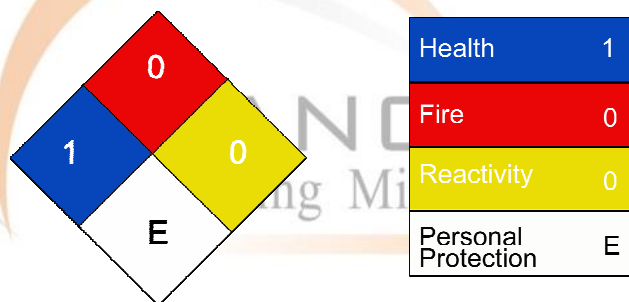 0
1
0
E
Health 1
Fire 0
Reactivity 0
Personal
Protection E